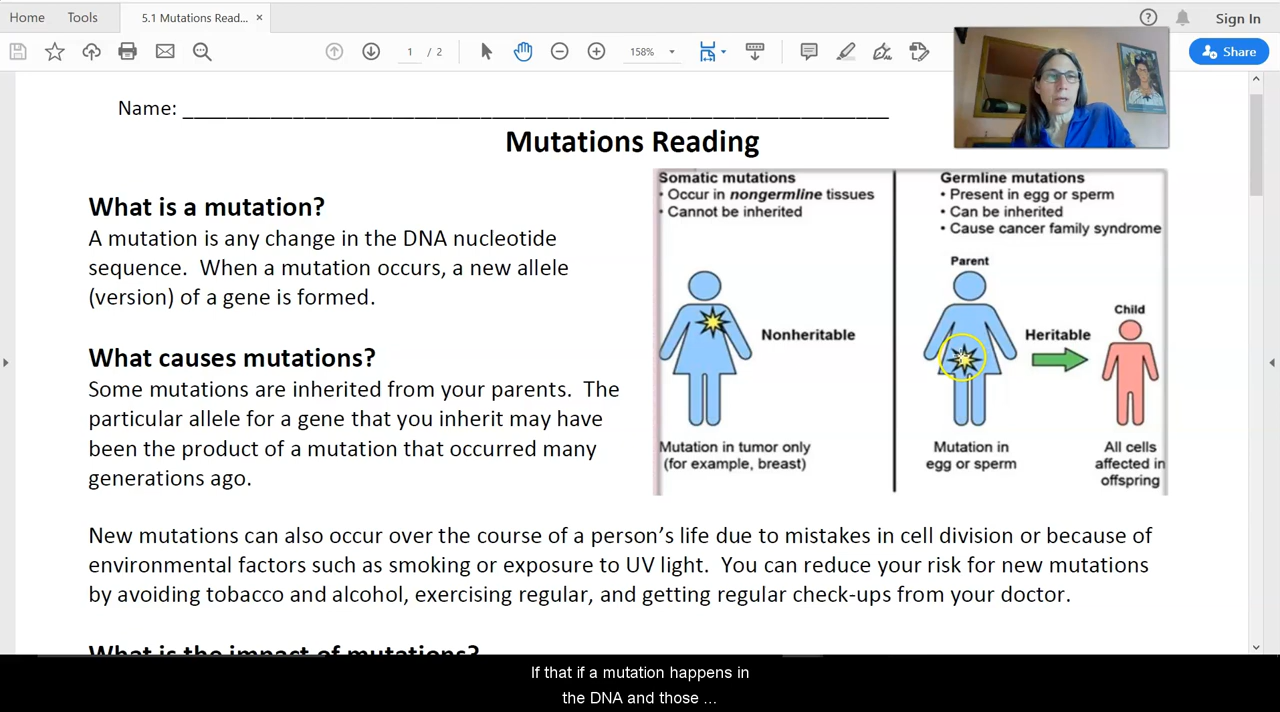 Home
Tools
5.1 Mutations Read...
×
Sign In
1 / 2
158%
Share
Name: ___________________________________________________________________
Mutations Reading
What is a mutation?
A mutation is any change in the DNA nucleotide
sequence.  When a mutation occurs, a new allele
(version) of a gene is formed.
What causes mutations?
Some mutations are inherited from your parents.  The
particular allele for a gene that you inherit may have
been the product of a mutation that occurred many
generations ago.
Somatic mutations
• Occur in nongermline tissues
• Cannot be inherited
Nonheritable
Mutation in tumor only
(for example, breast)
Germline mutations
• Present in egg or sperm
• Can be inherited
• Cause cancer family syndrome
Parent
Child
Heritable
Mutation in
egg or sperm
All cells
affected in
offspring
New mutations can also occur over the course of a person’s life due to mistakes in cell division or because of
environmental factors such as smoking or exposure to UV light.  You can reduce your risk for new mutations
by avoiding tobacco and alcohol, exercising regular, and getting regular check-ups from your doctor.
What is the impact of mutations?
If that if a mutation happens in
the DNA and those ...